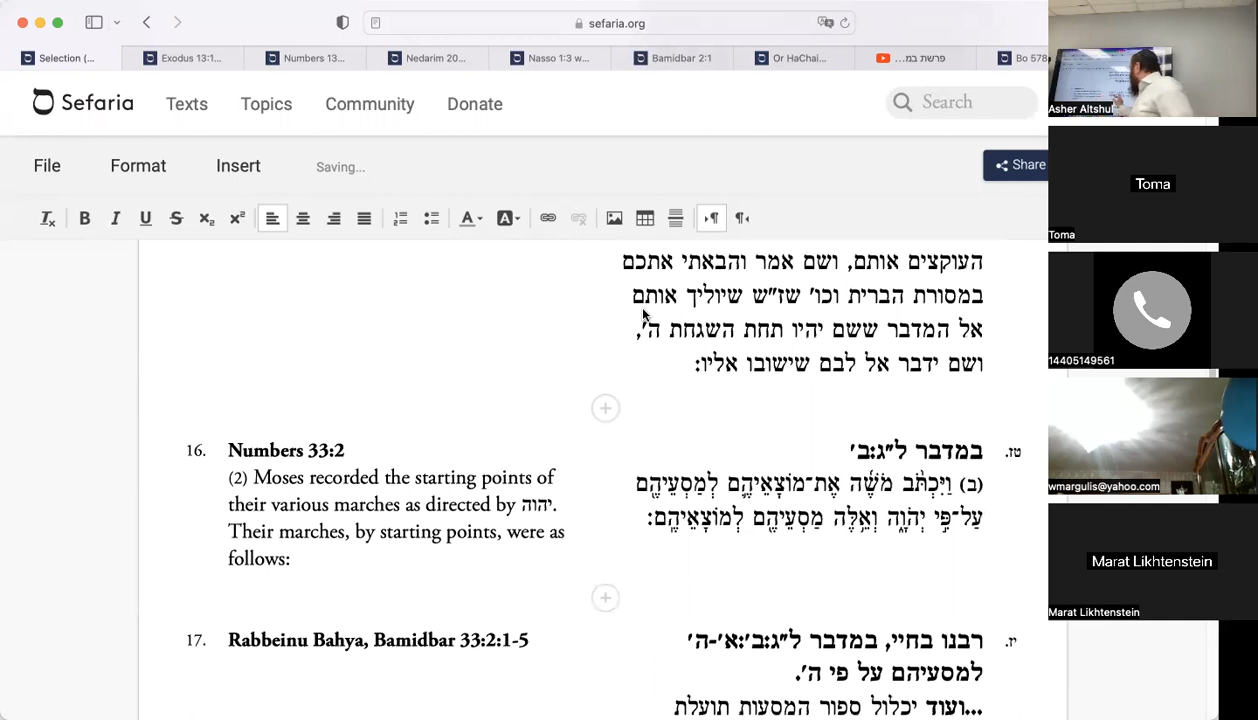 sefaria.org
Selection (...
Exodus 13:1...
Numbers 13...
Nedarim 20...
Nasso 1:3 w...
Bamidbar 2:1
Or HaChai...
פרשת במ...
Bo 578
Sefaria
Texts
Topics
Community
Donate
Search
File
Format
Insert
Saving...
Share
העוקצים אותם, ושם אמר והבאתי אתכם
במסורת הברית וכו' שז"ש שיוליך אותם
אל המדבר ששם יהיו תחת השגחת ה',
ושם ידבר אל לבם שישובו אליו:
16. Numbers 33:2
(2) Moses recorded the starting points of
their various marches as directed by יהוה.
Their marches, by starting points, were as
follows:
טז. במדבר ל״ג:ב׳
(ב) וַיִּכְתֹּ֨ב מֹשֶׁ֜ה אֶת־מוֹצָאֵיהֶ֛ם לְמַסְעֵיהֶ֖ם
עַל־פִּ֣י יְהֹוָ֑ה וְאֵ֥לֶּה מַסְעֵיהֶ֖ם לְמוֹצָאֵיהֶֽם׃
17. Rabbeinu Bahya, Bamidbar 33:2:1-5
יז. רבנו בחיי, במדבר ל״ג:ב׳:א׳-ה׳
למסעיהם על פי ה'.
...ועוד יכלול ספור המסעות תועלת
Asher Altshul
Toma
Toma
14405149561
wmargulis@yahoo.com
Marat Likhtenstein
Marat Likhtenstein